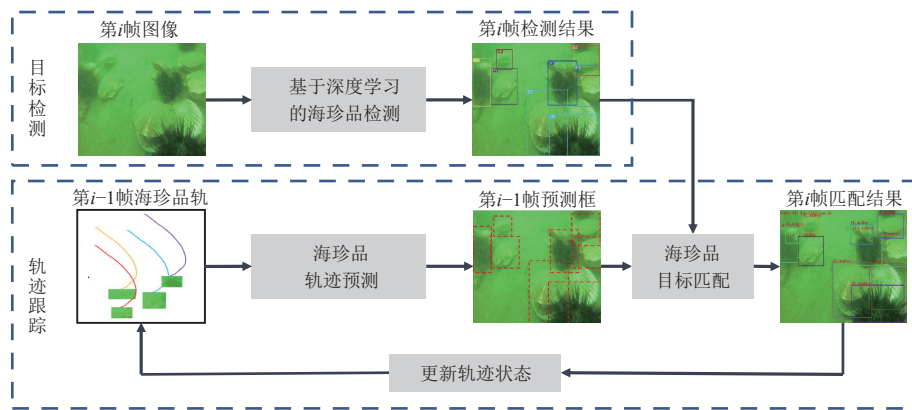 第i帧图像
第i帧检测结果
目标检测
基于深度学习
的海珍品检测
第i−1帧海珍品轨
第i−1帧预测框
第i帧匹配结果
轨迹跟踪
海珍品
轨迹预测
海珍品
目标匹配
更新轨迹状态